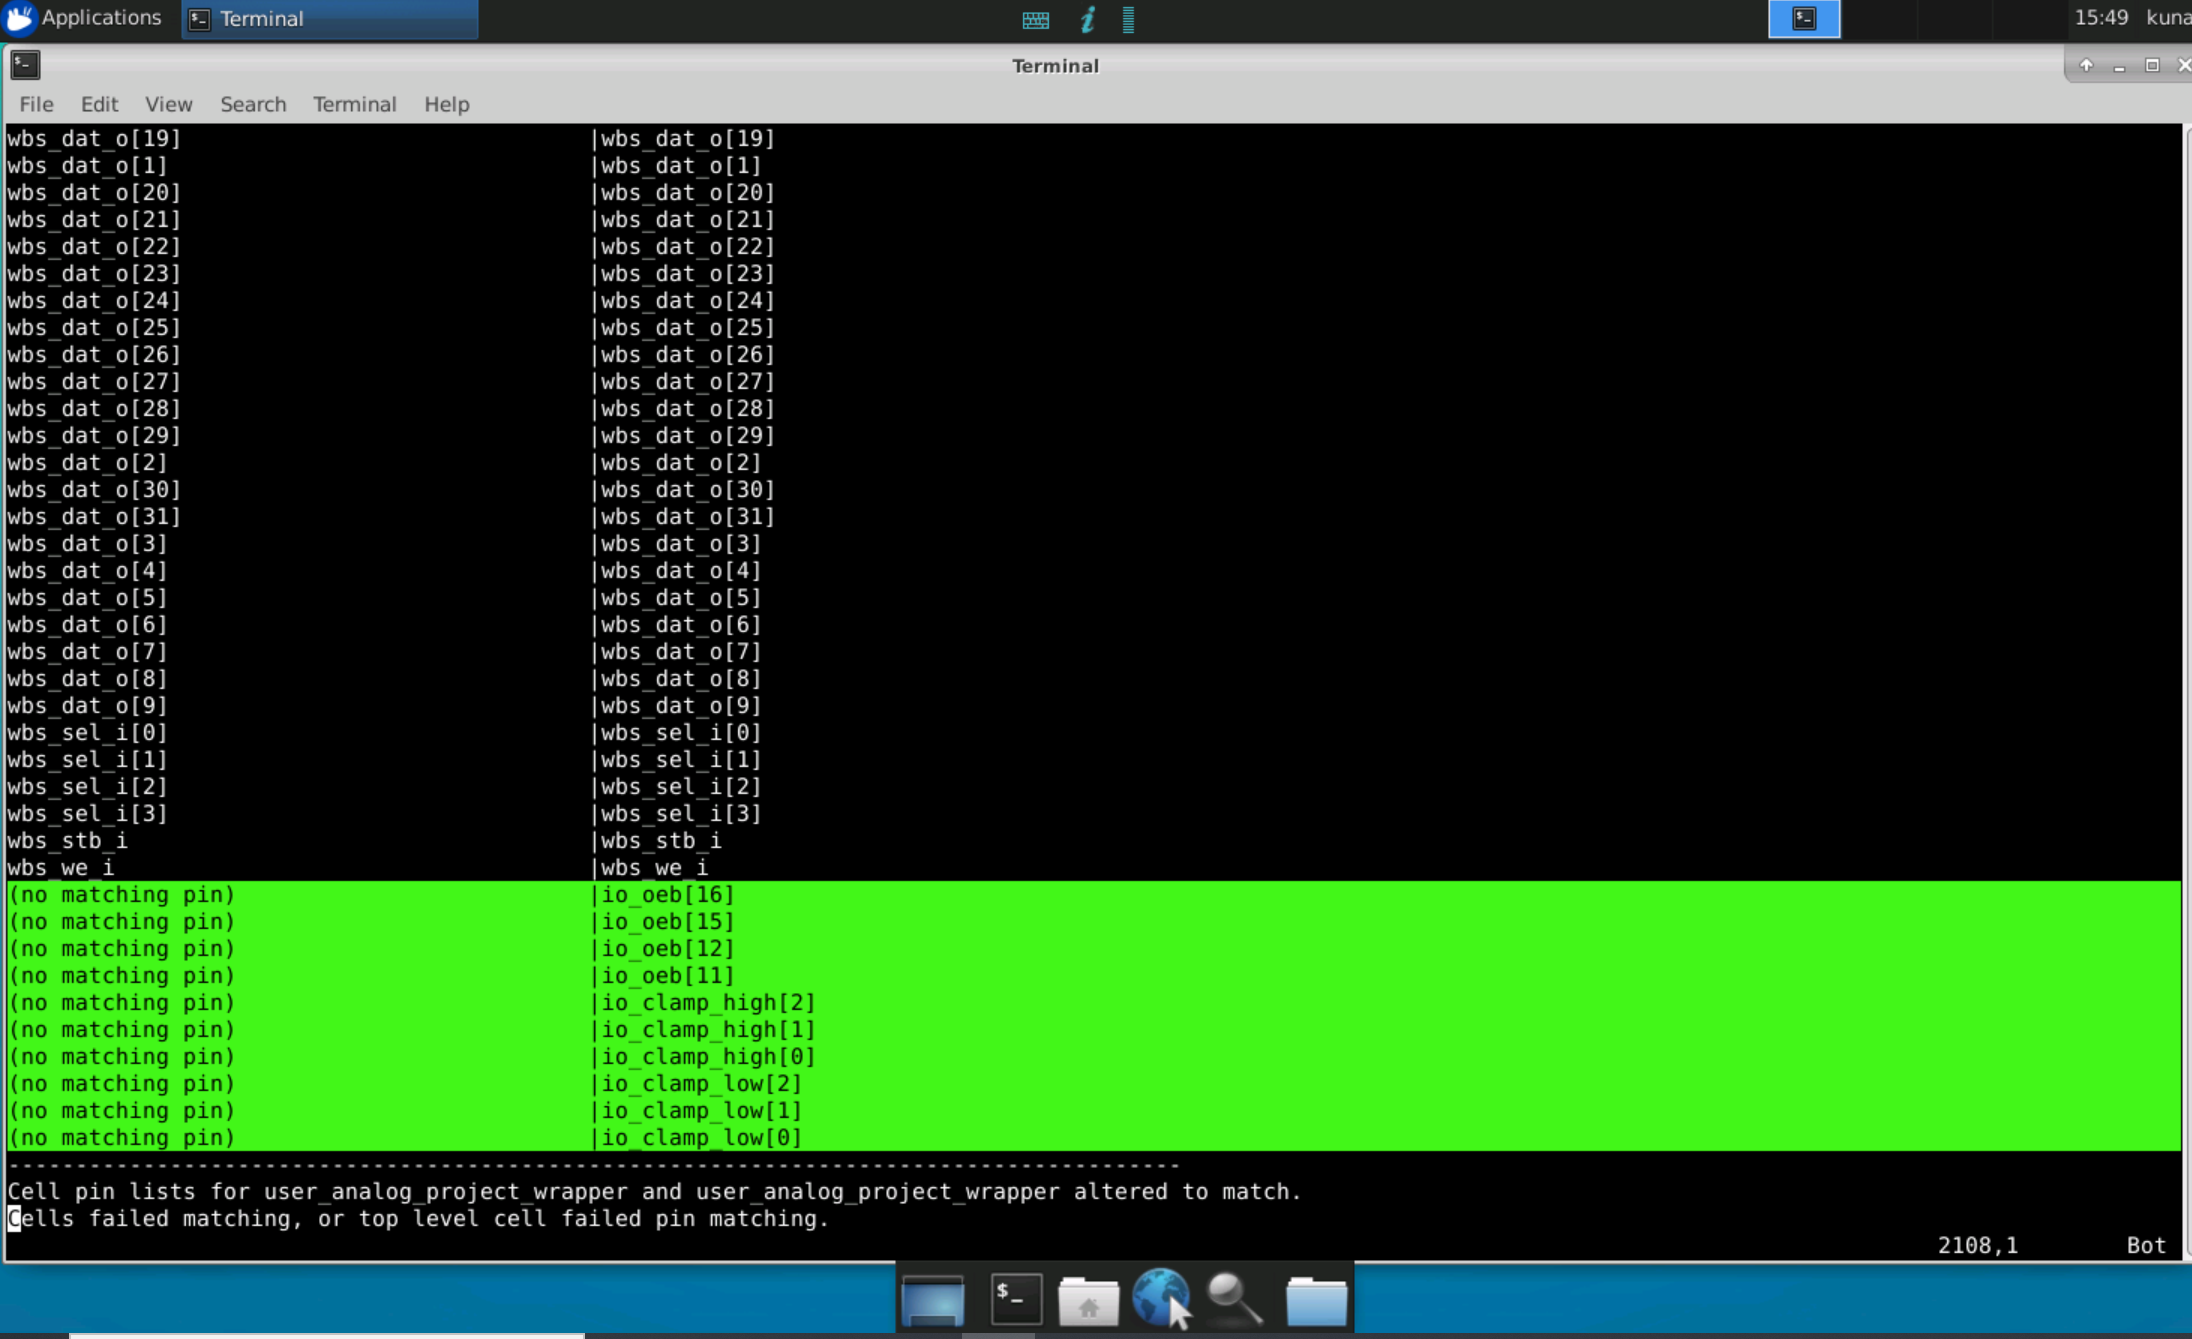 Applications
Terminal
15:49 kuna
Terminal
File Edit View Search Terminal Help
wbs_dat_o[19] |wbs_dat_o[19]
wbs_dat_o[1] |wbs_dat_o[1]
wbs_dat_o[20] |wbs_dat_o[20]
wbs_dat_o[21] |wbs_dat_o[21]
wbs_dat_o[22] |wbs_dat_o[22]
wbs_dat_o[23] |wbs_dat_o[23]
wbs_dat_o[24] |wbs_dat_o[24]
wbs_dat_o[25] |wbs_dat_o[25]
wbs_dat_o[26] |wbs_dat_o[26]
wbs_dat_o[27] |wbs_dat_o[27]
wbs_dat_o[28] |wbs_dat_o[28]
wbs_dat_o[29] |wbs_dat_o[29]
wbs_dat_o[2] |wbs_dat_o[2]
wbs_dat_o[30] |wbs_dat_o[30]
wbs_dat_o[31] |wbs_dat_o[31]
wbs_dat_o[3] |wbs_dat_o[3]
wbs_dat_o[4] |wbs_dat_o[4]
wbs_dat_o[5] |wbs_dat_o[5]
wbs_dat_o[6] |wbs_dat_o[6]
wbs_dat_o[7] |wbs_dat_o[7]
wbs_dat_o[8] |wbs_dat_o[8]
wbs_dat_o[9] |wbs_dat_o[9]
wbs_sel_i[0] |wbs_sel_i[0]
wbs_sel_i[1] |wbs_sel_i[1]
wbs_sel_i[2] |wbs_sel_i[2]
wbs_sel_i[3] |wbs_sel_i[3]
wbs_stb_i |wbs_stb_i
wbs_we_i |wbs_we_i
(no matching pin) |io_oeb[16]
(no matching pin) |io_oeb[15]
(no matching pin) |io_oeb[12]
(no matching pin) |io_oeb[11]
(no matching pin) |io_clamp_high[2]
(no matching pin) |io_clamp_high[1]
(no matching pin) |io_clamp_high[0]
(no matching pin) |io_clamp_low[2]
(no matching pin) |io_clamp_low[1]
(no matching pin) |io_clamp_low[0]
---------------------------------------------------------------------------------------
Cell pin lists for user_analog_project_wrapper and user_analog_project_wrapper altered to match.
Cells failed matching, or top level cell failed pin matching.
2108,1 Bot